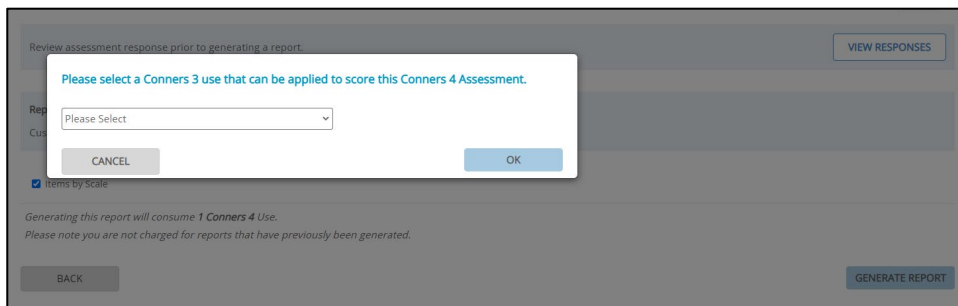 Review assessment response prior to generating a report.
VIEW RESPONSES
Please select a Conners 3 use that can be applied to score this Conners 4 Assessment.
Rep
Please Select
Cus
CANCEL
OK
Items by Scale
Generating this report will consume 1 Conners 4 Use.
Please note you are not charged for reports that have previously been generated.
BACK
GENERATE REPORT